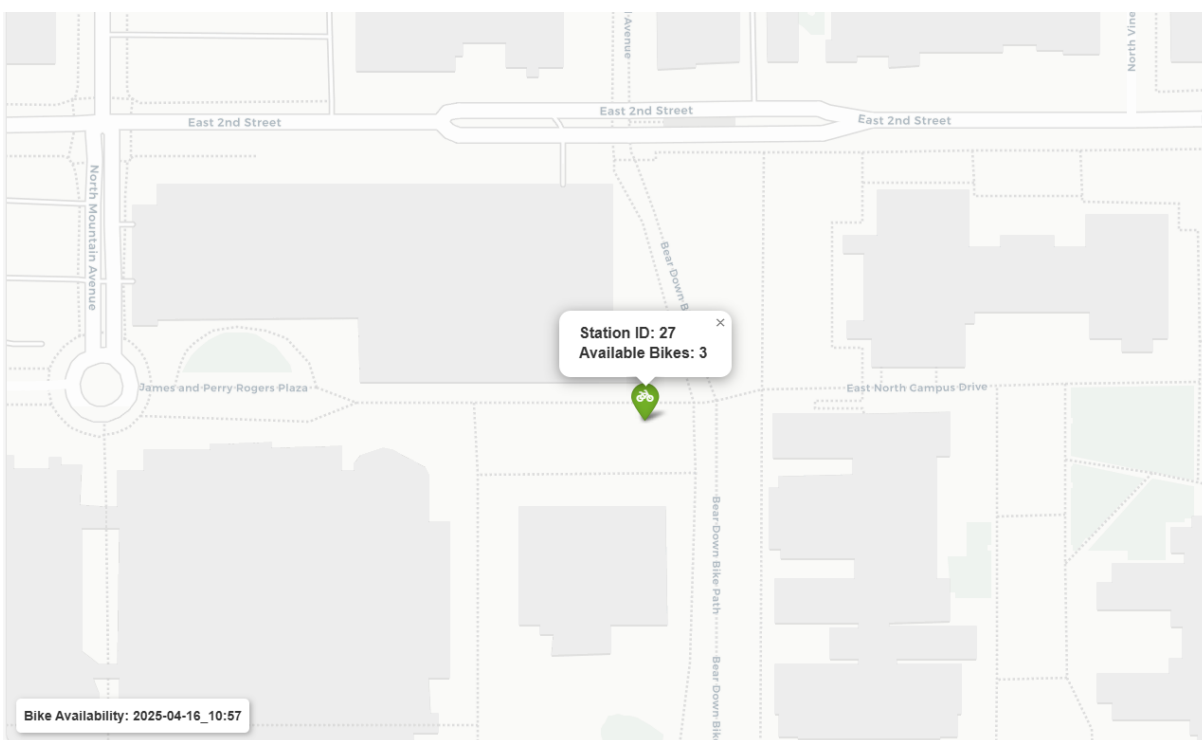 Avenue
North Vine
East 2nd Street
East 2nd Street
East 2nd Street
North Mountain Avenue
Bear Down B
Station ID: 27
×
Available Bikes: 3
James and Perry Rogers Plaza
East North Campus Drive
Bear Down Bike Path
Bear Down Bik
Bike Availability: 2025-04-16_10:57